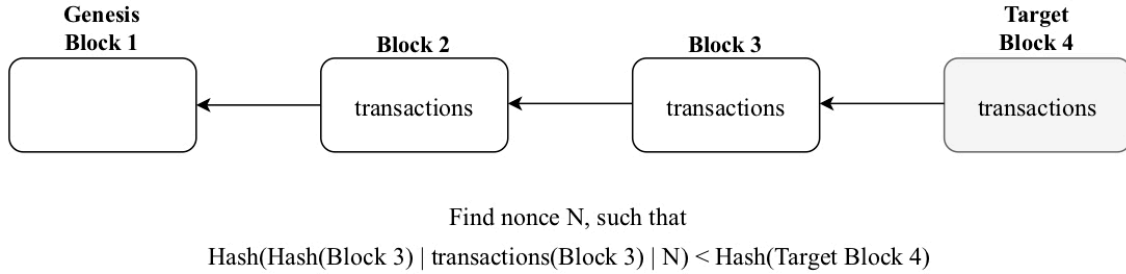 Genesis
Block 1
Block 2
Block 3
Target
Block 4
transactions
transactions
transactions
Find nonce N, such that
Hash(Hash(Block 3) | transactions(Block 3) | N) < Hash(Target Block 4)